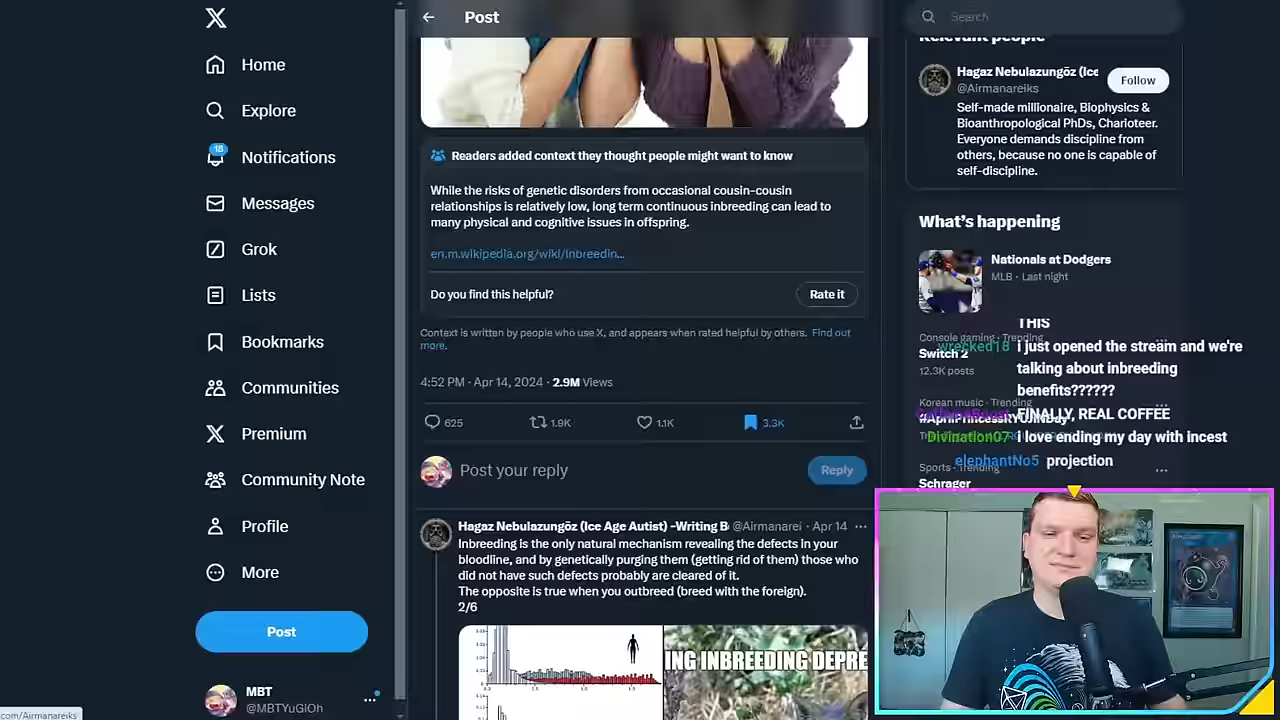 Home
Explore
18
Notifications
Messages
Grok
Lists
Bookmarks
Communities
Premium
Community Note
Profile
More
Post
MBT
@MBTYuGiOh
com/Airmanareiks
Post
Readers added context they thought people might want to know
While the risks of genetic disorders from occasional cousin-cousin
relationships is relatively low, long term continuous inbreeding can lead to
many physical and cognitive issues in offspring.
en.m.wikipedia.org/wiki/Inbreedin…
Do you find this helpful?
Rate it
Context is written by people who use X, and appears when rated helpful by others. Find out
more.
4:52 PM · Apr 14, 2024 · 2.9M Views
625
1.9K
1.1K
3.3K
Post your reply
Reply
Hagaz Nebulazungōz (Ice Age Autist) -Writing B @Airmanarei · Apr 14
Inbreeding is the only natural mechanism revealing the defects in your
bloodline, and by genetically purging them (getting rid of them) those who
did not have such defects probably are cleared of it.
The opposite is true when you outbreed (breed with the foreign).
2/6
ING INBREEDING DEPRE
Search
Relevant people
Hagaz Nebulazungōz (Ice
@Airmanareiks
Follow
Self-made millionaire, Biophysics &
Bioanthropological PhDs, Charioteer.
Everyone demands discipline from
others, because no one is capable of
self-discipline.
What's happening
Nationals at Dodgers
MLB · Last night
Console gaming · Trending
Switch 2
12.3K posts
Korean music · Trending
#AprilPrincessRYUJINDay
Sports · Trending
Schrager
THIS
wrecked18 i just opened the stream and we're
talking about inbreeding
benefits??????
FINALLY, REAL COFFEE
Divination07 i love ending my day with incest
elephantNo5 projection